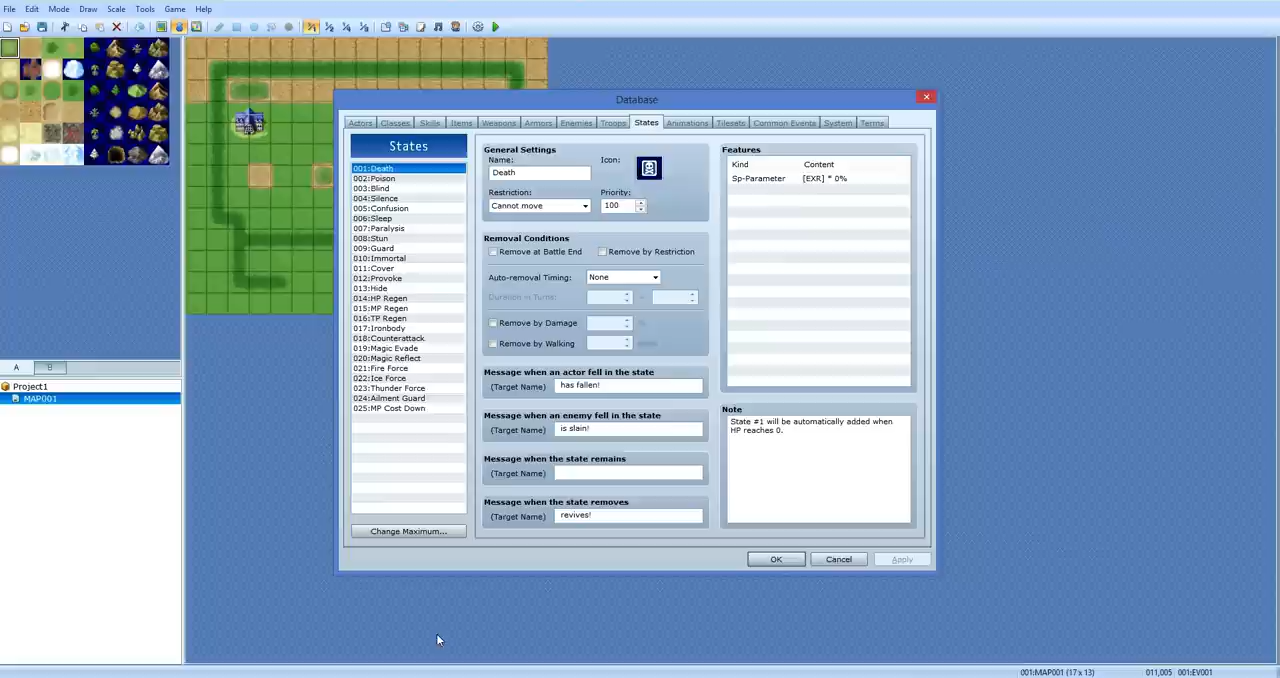 File Edit Mode Draw Scale Tools Game Help
Database
Actors Classes Skills Items Weapons Armors Enemies Troops States Animations Tilesets Common Events System Terms
States
001:Death
002:Poison
003:Blind
004:Silence
005:Confusion
006:Sleep
007:Paralysis
008:Stun
009:Guard
010:Immortal
011:Cover
012:Provoke
013:Hide
014:HP Regen
015:MP Regen
016:TP Regen
017:Ironbody
018:Counterattack
019:Magic Evade
020:Magic Reflect
021:Fire Force
022:Ice Force
023:Thunder Force
024:Ailment Guard
025:MP Cost Down
Change Maximum...
General Settings
Name: Icon:
Death
Restriction: Priority:
Cannot move 100
Removal Conditions
Remove at Battle End Remove by Restriction
Auto-removal Timing: None
Duration in Turns: ~
Remove by Damage %
Remove by Walking
Message when an actor fell in the state
(Target Name) has fallen!
Message when an enemy fell in the state
(Target Name) is slain!
Message when the state remains
(Target Name)
Message when the state removes
(Target Name) revives!
Features
Kind Content
Sp-Parameter [EXR] * 0%
Note
State #1 will be automatically added when
HP reaches 0.
OK Cancel Apply
A B
Project1
MAP001
001:MAP001 (17 x 13) 011,005 001:EV001